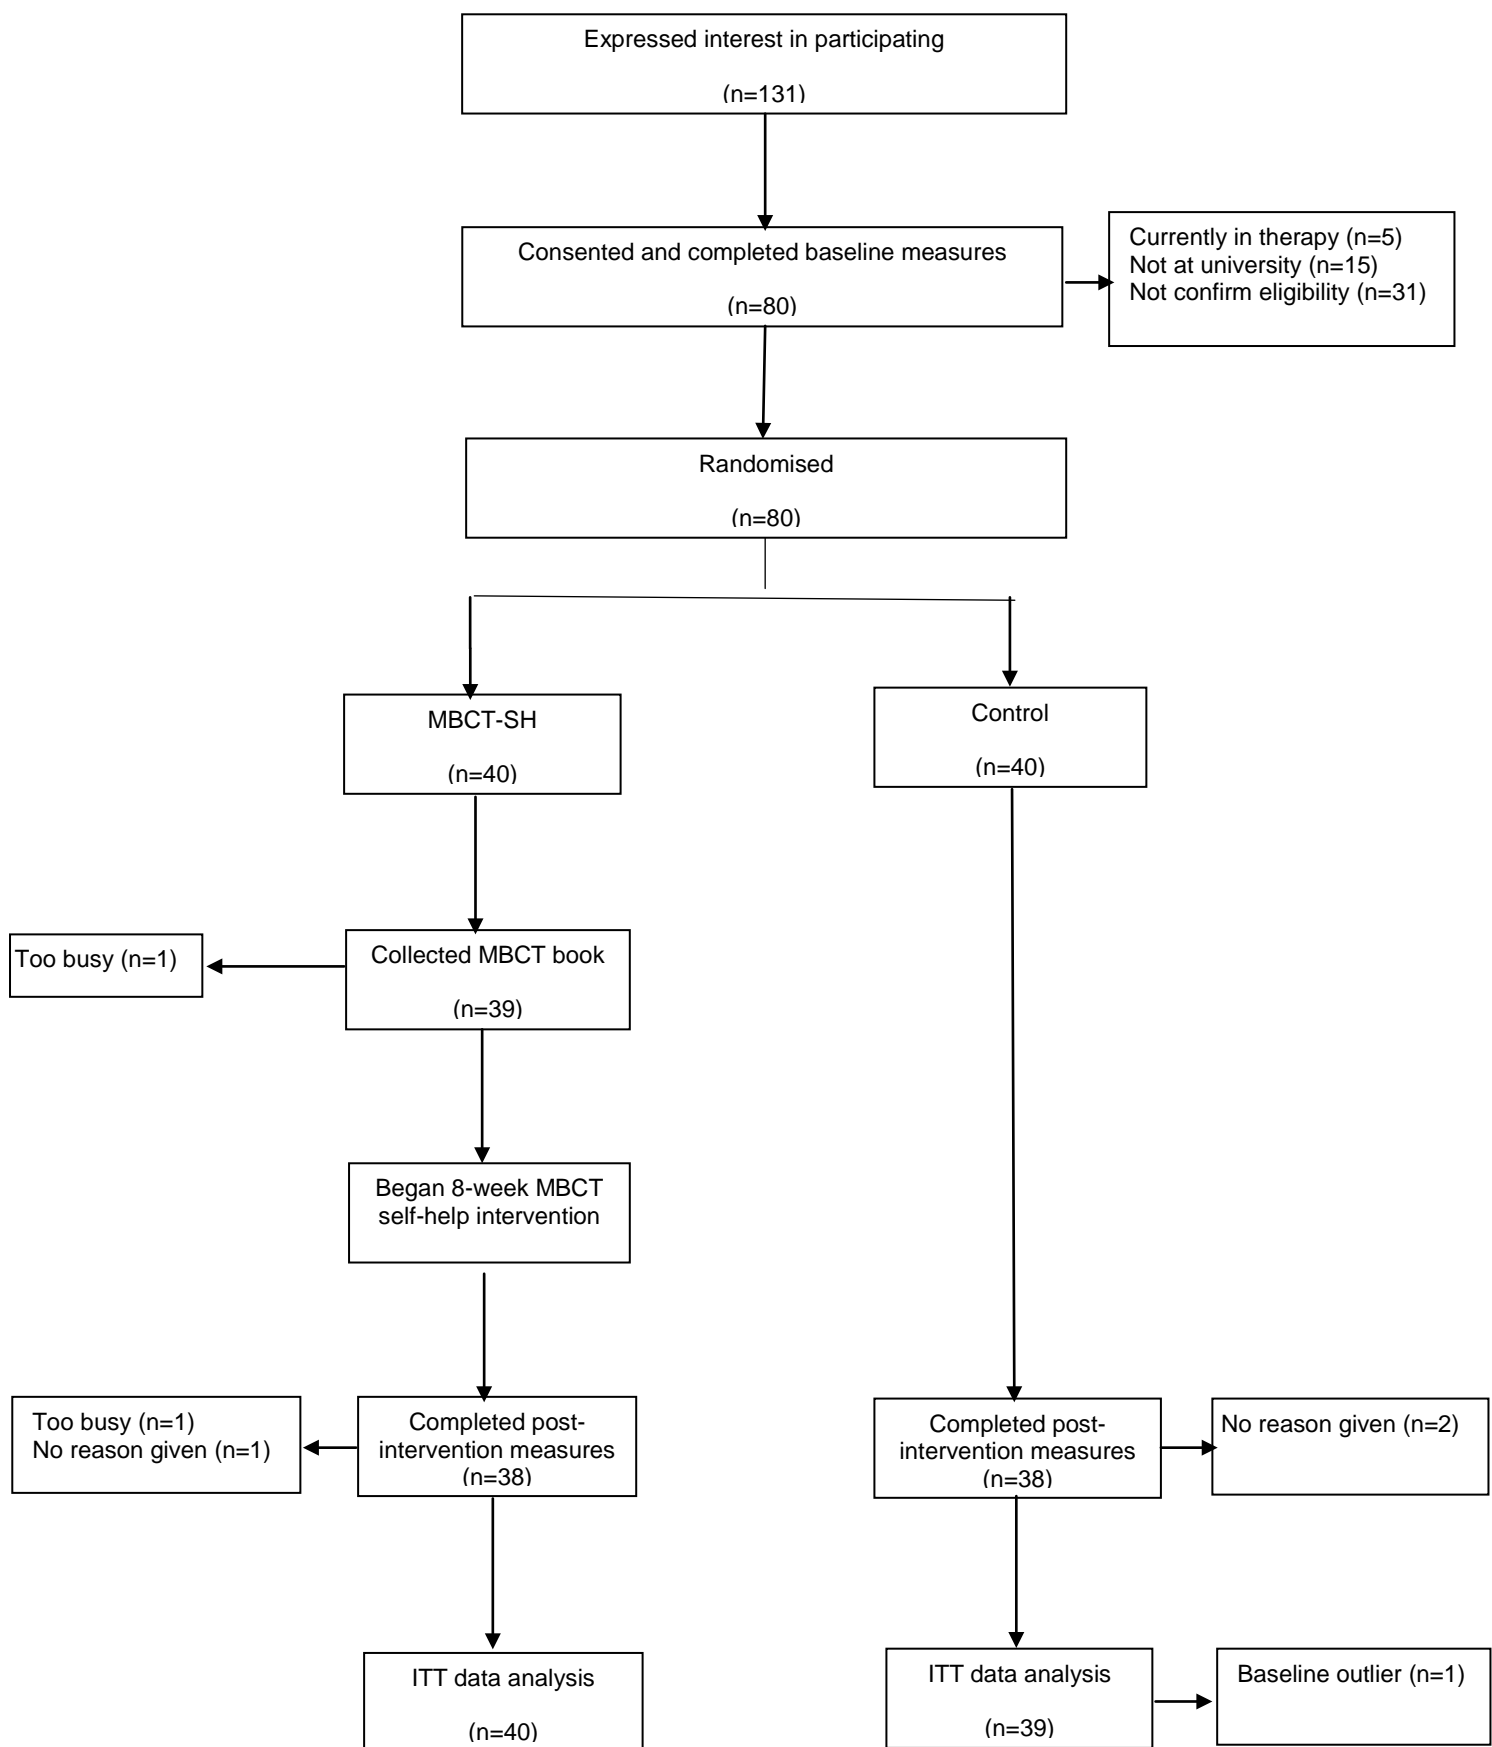 Expressed interest in participating
(n=131)
Consented and completed baseline measures
(n=80)
Currently in therapy (n=5)
Not at university (n=15)
Not confirm eligibility (n=31)
Randomised
(n=80)
MBCT-SH
(n=40)
Control
(n=40)
Too busy (n=1)
Collected MBCT book
(n=39)
Began 8-week MBCT
self-help intervention
Too busy (n=1)
No reason given (n=1)
Completed post-
intervention measures
(n=38)
Completed post-
intervention measures
(n=38)
No reason given (n=2)
ITT data analysis
(n=40)
ITT data analysis
(n=39)
Baseline outlier (n=1)